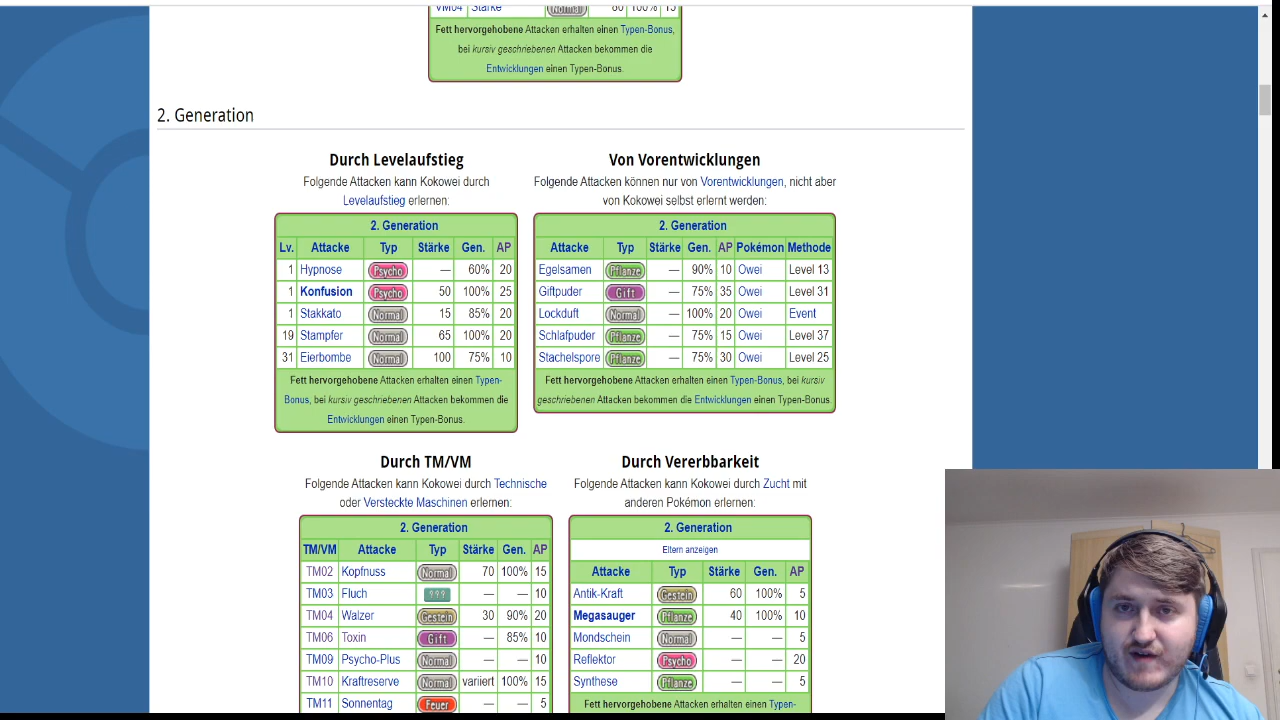 VM04 Stärke Normal 80 100% 15
Fett hervorgehobene Attacken erhalten einen Typen-Bonus,
bei kursiv geschriebenen Attacken bekommen die
Entwicklungen einen Typen-Bonus.
2. Generation
Durch Levelaufstieg
Folgende Attacken kann Kokowei durch
Levelaufstieg erlernen:
2. Generation
Lv. Attacke Typ Stärke Gen. AP
1 Hypnose Psycho — 60% 20
1 Konfusion Psycho 50 100% 25
1 Stakkato Normal 15 85% 20
19 Stampfer Normal 65 100% 20
31 Eierbombe Normal 100 75% 10
Fett hervorgehobene Attacken erhalten einen Typen-
Bonus, bei kursiv geschriebenen Attacken bekommen die
Entwicklungen einen Typen-Bonus.
Von Vorentwicklungen
Folgende Attacken können nur von Vorentwicklungen, nicht aber
von Kokowei selbst erlernt werden:
2. Generation
Attacke Typ Stärke Gen. AP Pokémon Methode
Egelsamen Pflanze — 90% 10 Owei Level 13
Giftpuder Gift — 75% 35 Owei Level 31
Lockduft Normal — 100% 20 Owei Event
Schlafpuder Pflanze — 75% 15 Owei Level 37
Stachelspore Pflanze — 75% 30 Owei Level 25
Fett hervorgehobene Attacken erhalten einen Typen-Bonus, bei kursiv
geschriebenen Attacken bekommen die Entwicklungen einen Typen-Bonus.
Durch TM/VM
Folgende Attacken kann Kokowei durch Technische
oder Versteckte Maschinen erlernen:
2. Generation
TM/VM Attacke Typ Stärke Gen. AP
TM02 Kopfnuss Normal 70 100% 15
TM03 Fluch ??? — — 10
TM04 Walzer Gestein 30 90% 20
TM06 Toxin Gift — 85% 10
TM09 Psycho-Plus Normal — — 10
TM10 Kraftreserve Normal variiert 100% 15
TM11 Sonnentag Feuer — — 5
Durch Vererbbarkeit
Folgende Attacken kann Kokowei durch Zucht mit
anderen Pokémon erlernen:
2. Generation
Eltern anzeigen
Attacke Typ Stärke Gen. AP
Antik-Kraft Gestein 60 100% 5
Megasauger Pflanze 40 100% 10
Mondschein Normal — — 5
Reflektor Psycho — — 20
Synthese Pflanze — — 5
Fett hervorgehobene Attacken erhalten einen Typen-